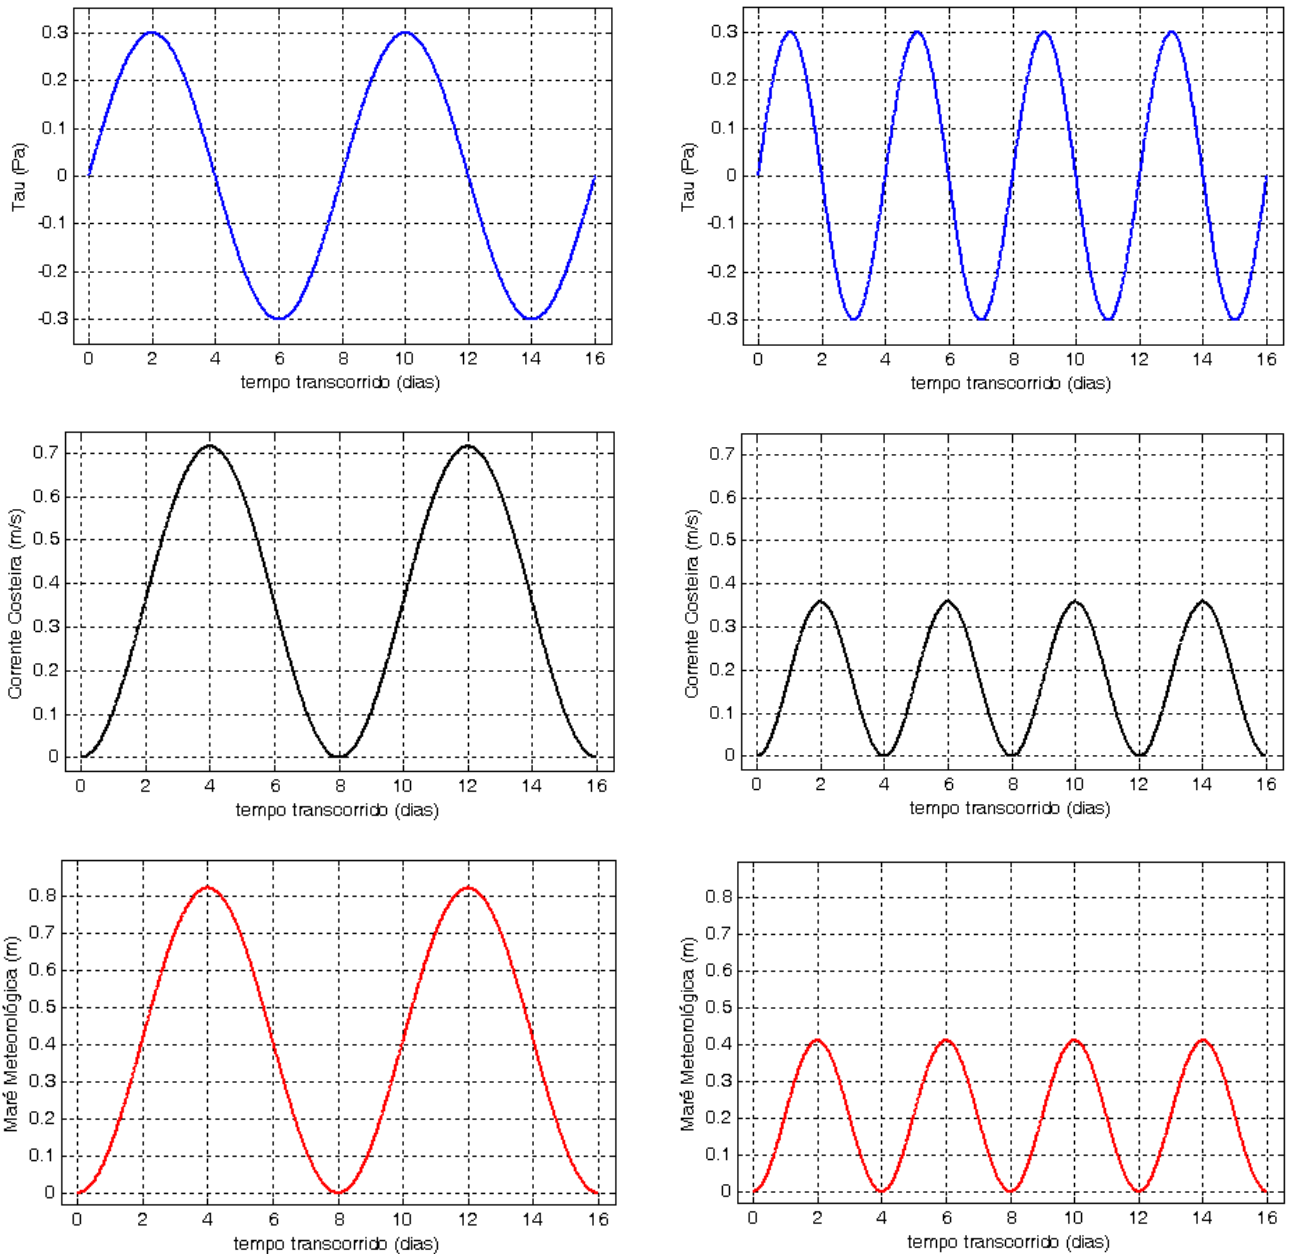 0.3
0.2
0.1
0
-0.1
-0.2
-0.3
Tau (Pa)
0 2 4 6 8 10 12 14 16
tempo transcorrido (dias)
0.3
0.2
0.1
0
-0.1
-0.2
-0.3
Tau (Pa)
0 2 4 6 8 10 12 14 16
tempo transcorrido (dias)
0.7
0.6
0.5
0.4
0.3
0.2
0.1
0
Corrente Costeira (m/s)
0 2 4 6 8 10 12 14 16
tempo transcorrido (dias)
0.7
0.6
0.5
0.4
0.3
0.2
0.1
0
Corrente Costeira (m/s)
0 2 4 6 8 10 12 14 16
tempo transcorrido (dias)
0.8
0.7
0.6
0.5
0.4
0.3
0.2
0.1
0
Maré Meteorológica (m)
0 2 4 6 8 10 12 14 16
tempo transcorrido (dias)
0.8
0.7
0.6
0.5
0.4
0.3
0.2
0.1
0
Maré Meteorológica (m)
0 2 4 6 8 10 12 14 16
tempo transcorrido (dias)